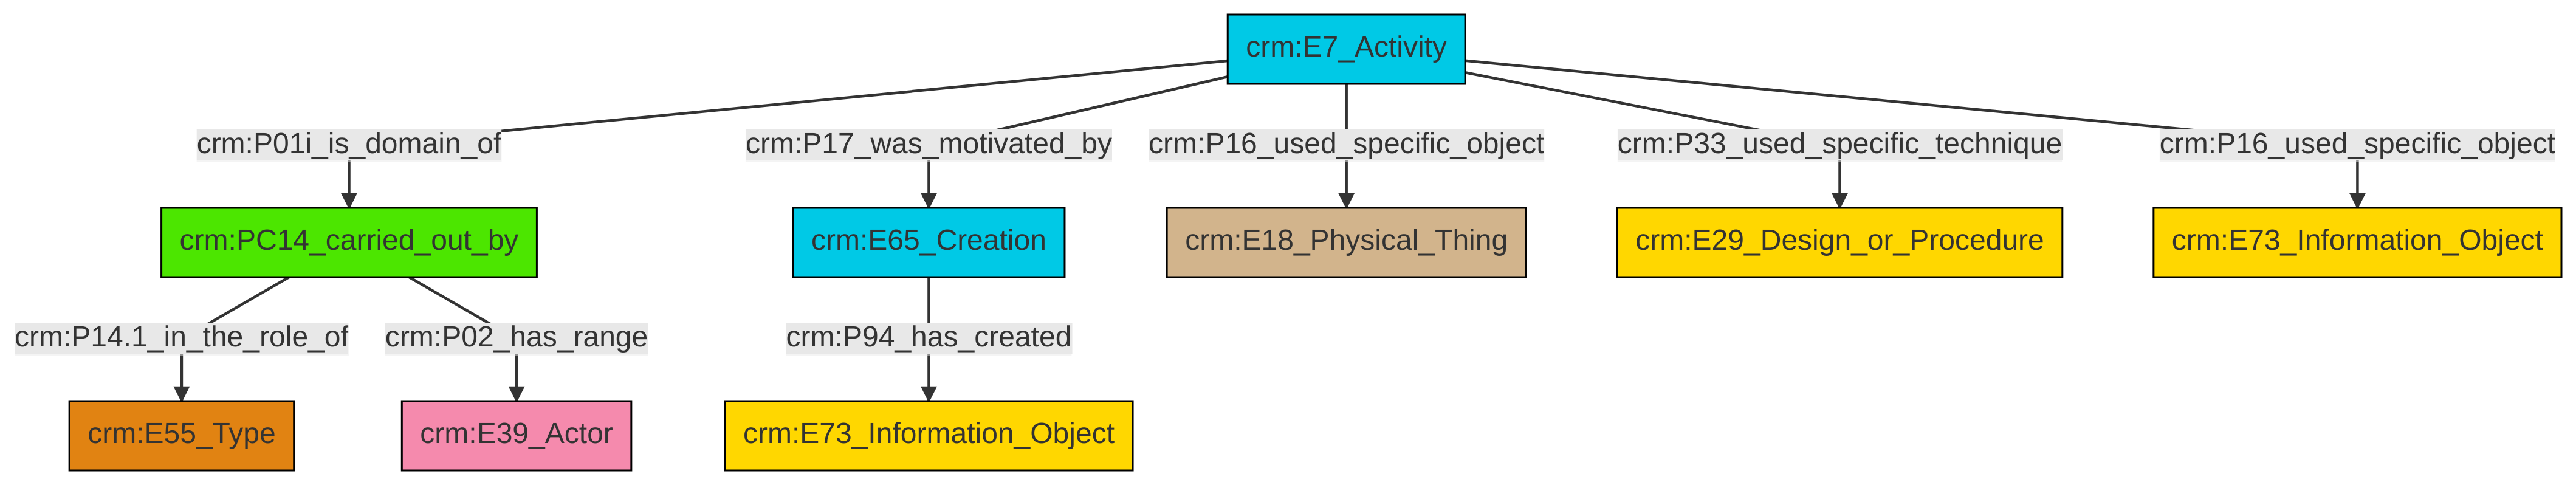 crm:E7_Activity
crm:P01i_is_domain_of
crm:P17_was_motivated_by
crm:P16_used_specific_object
crm:P33_used_specific_technique
crm:P16_used_specific_object
crm:PC14_carried_out_by
crm:E65_Creation
crm:E18_Physical_Thing
crm:E29_Design_or_Procedure
crm:E73_Information_Object
crm:P14.1_in_the_role_of
crm:P02_has_range
crm:P94_has_created
crm:E55_Type
crm:E39_Actor
crm:E73_Information_Object